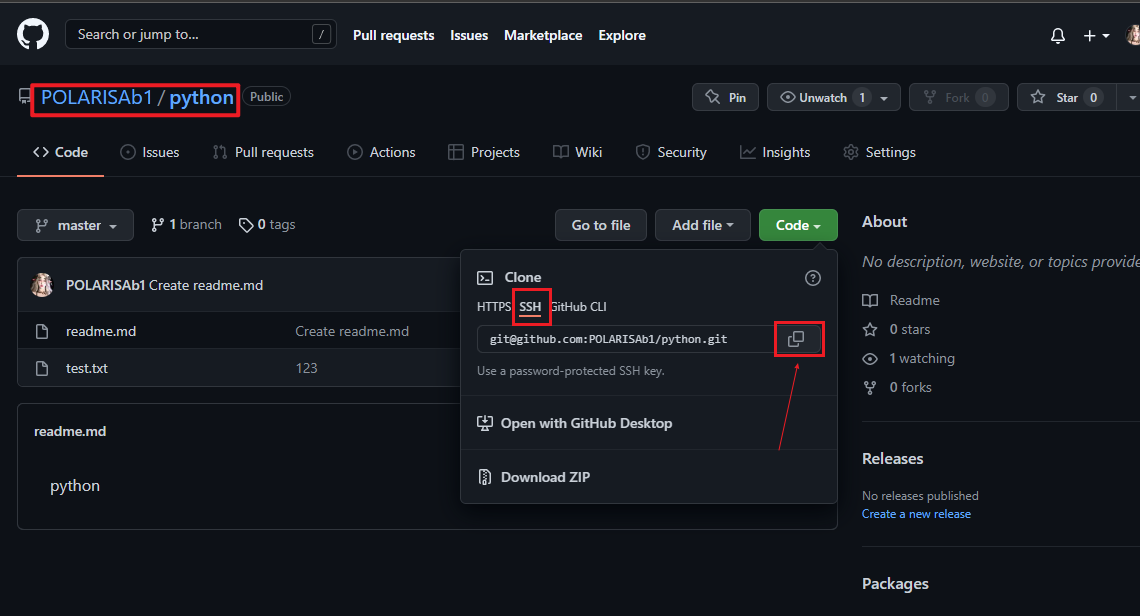 Search or jump to... /
Pull requests Issues Marketplace Explore
POLARISAb1 / python Public
Pin Unwatch 1 Fork 0 Star 0
Code Issues Pull requests Actions Projects Wiki Security Insights Settings
master 1 branch 0 tags Go to file Add file Code
POLARISAb1 Create readme.md
readme.md Create readme.md
test.txt 123
readme.md
python
Clone
HTTPS SSH GitHub CLI
git@github.com:POLARISAb1/python.git
Use a password-protected SSH key.
Open with GitHub Desktop
Download ZIP
About
No description, website, or topics provide
Readme
0 stars
1 watching
0 forks
Releases
No releases published
Create a new release
Packages